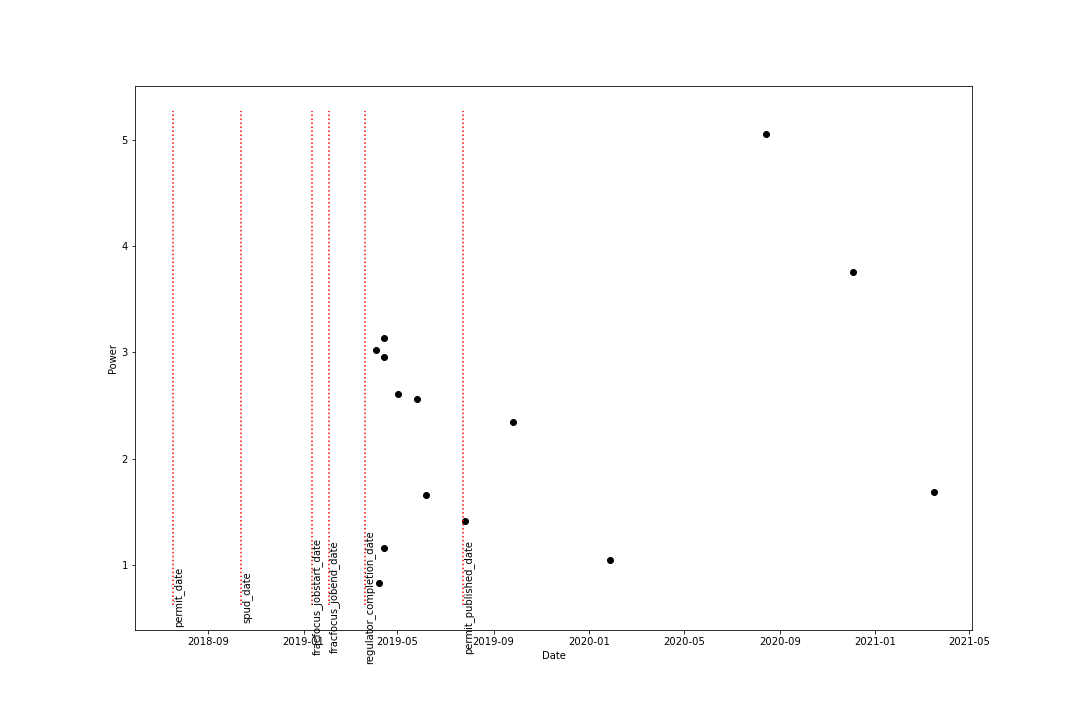 5
4
3
2
1
Power
permit_date
spud_date
fracfocus_jobstart_date
fracfocus_jobend_date
regulator_completion_date
permit_published_date
2018-09
2019-01
2019-05
2019-09
2020-01
2020-05
2020-09
2021-01
2021-05
Date